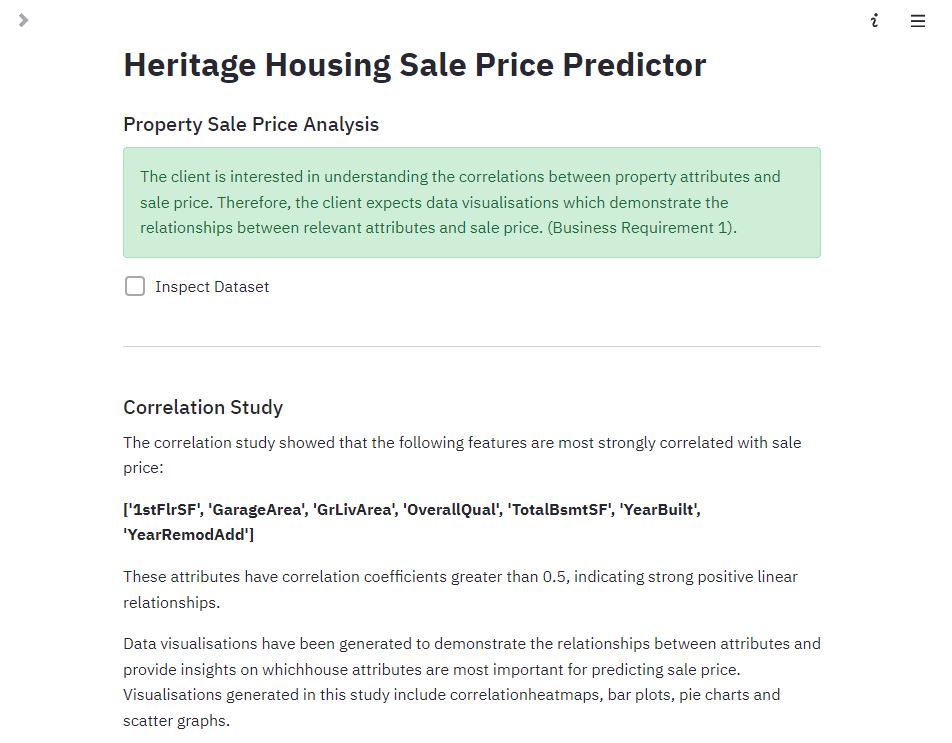 Heritage Housing Sale Price Predictor
Property Sale Price Analysis
The client is interested in understanding the correlations between property attributes and
sale price. Therefore, the client expects data visualisations which demonstrate the
relationships between relevant attributes and sale price. (Business Requirement 1).
Inspect Dataset
Correlation Study
The correlation study showed that the following features are most strongly correlated with sale
price:
['1stFlrSF', 'GarageArea', 'GrLivArea', 'OverallQual', 'TotalBsmtSF', 'YearBuilt',
'YearRemodAdd']
These attributes have correlation coefficients greater than 0.5, indicating strong positive linear
relationships.
Data visualisations have been generated to demonstrate the relationships between attributes and
provide insights on whichhouse attributes are most important for predicting sale price.
Visualisations generated in this study include correlationheatmaps, bar plots, pie charts and
scatter graphs.